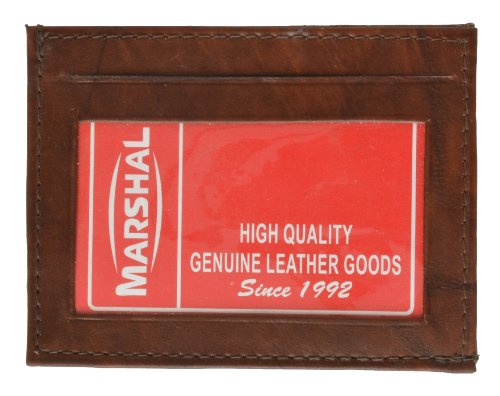 MARSHAL
HIGH QUALITY
GENUINE LEATHER GOODS
Since 1992